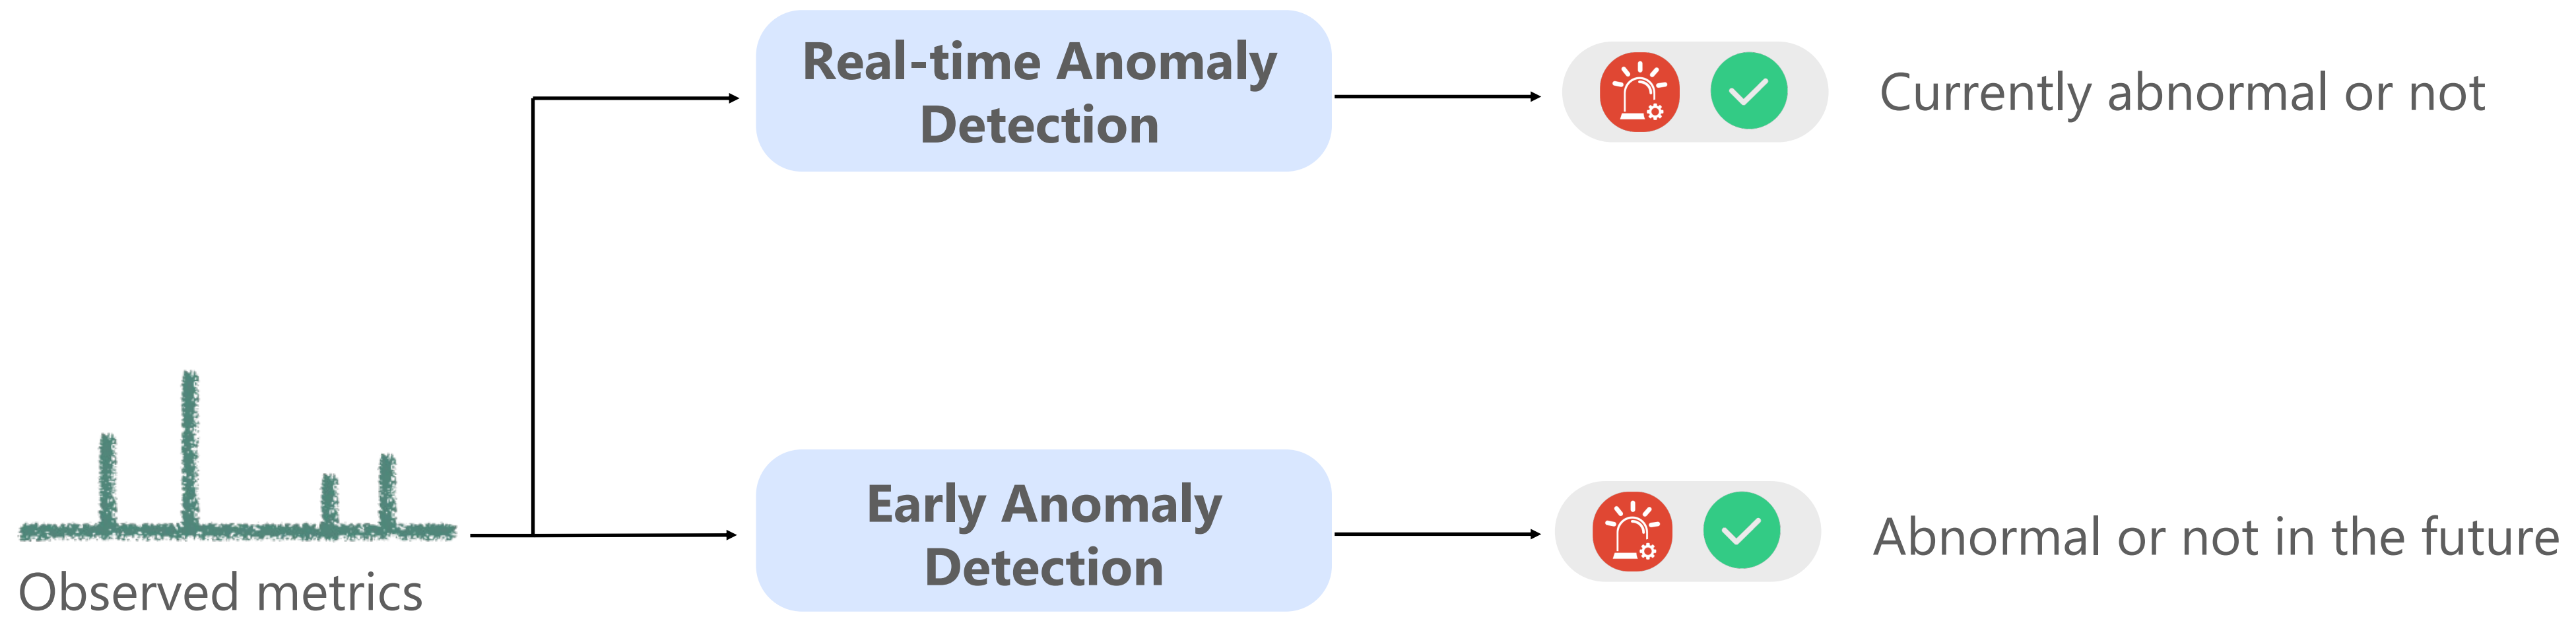 Real-time Anomaly
Detection
Currently abnormal or not
Early Anomaly
Detection
Abnormal or not in the future
Observed metrics